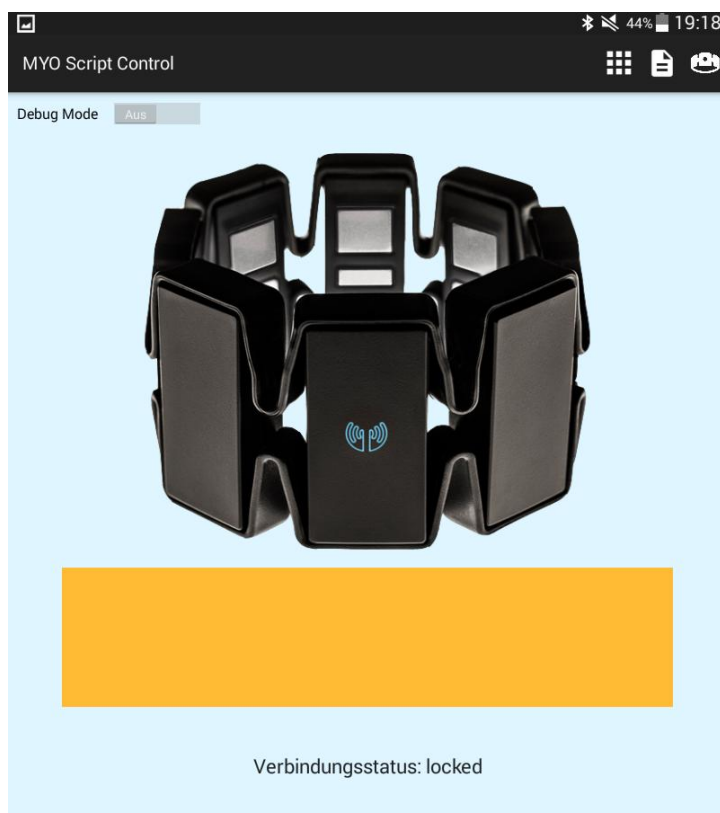 44% 19:18
MYO Script Control
Debug Mode Aus
Verbindungsstatus: locked